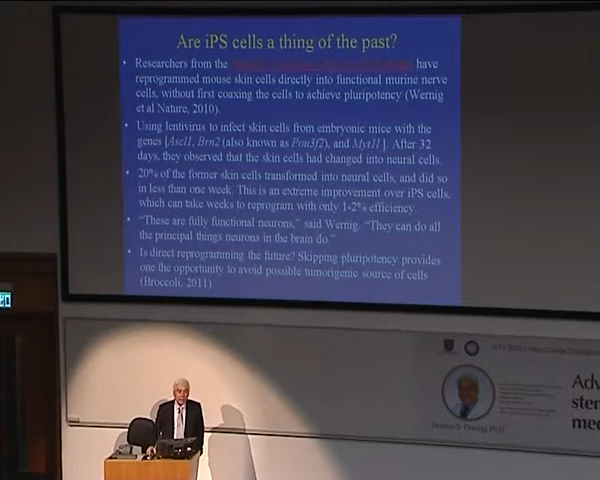 Are iPS cells a thing of the past?
• Researchers from the have
reprogrammed mouse skin cells directly into functional murine nerve
cells, without first coaxing the cells to achieve pluripotency (Wernig
et al Nature, 2010).
• Using lentivirus to infect skin cells from embryonic mice with the
genes [Ascl1, Brn2 (also known as Pou3f2), and Myt1l ]. After 32
days, they observed that the skin cells had changed into neural cells.
• 20% of the former skin cells transformed into neural cells, and did so
in less than one week. This is an extreme improvement over iPS cells,
which can take weeks to reprogram with only 1-2% efficiency.
• "These are fully functional neurons," said Wernig. "They can do all
the principal things neurons in the brain do."
• Is direct reprogramming the future? Skipping pluripotency provides
one the opportunity to avoid possible tumorigenic source of cells
(Broccoli, 2011)
Adv
ster
med